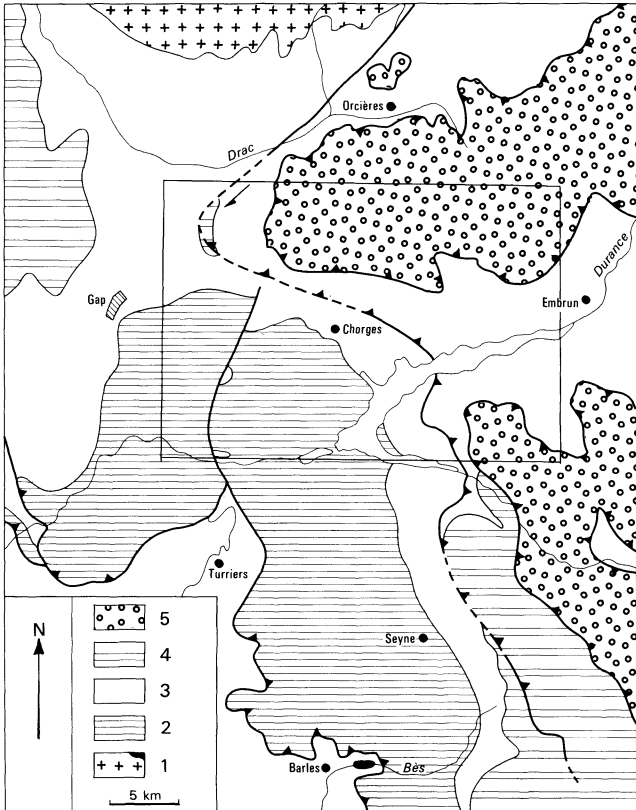 Orcières
Drac
Durance
Gap
Embrun
Chorges
Turriers
N
5
4
3
2
1
5 km
Seyne
Barles
Bès